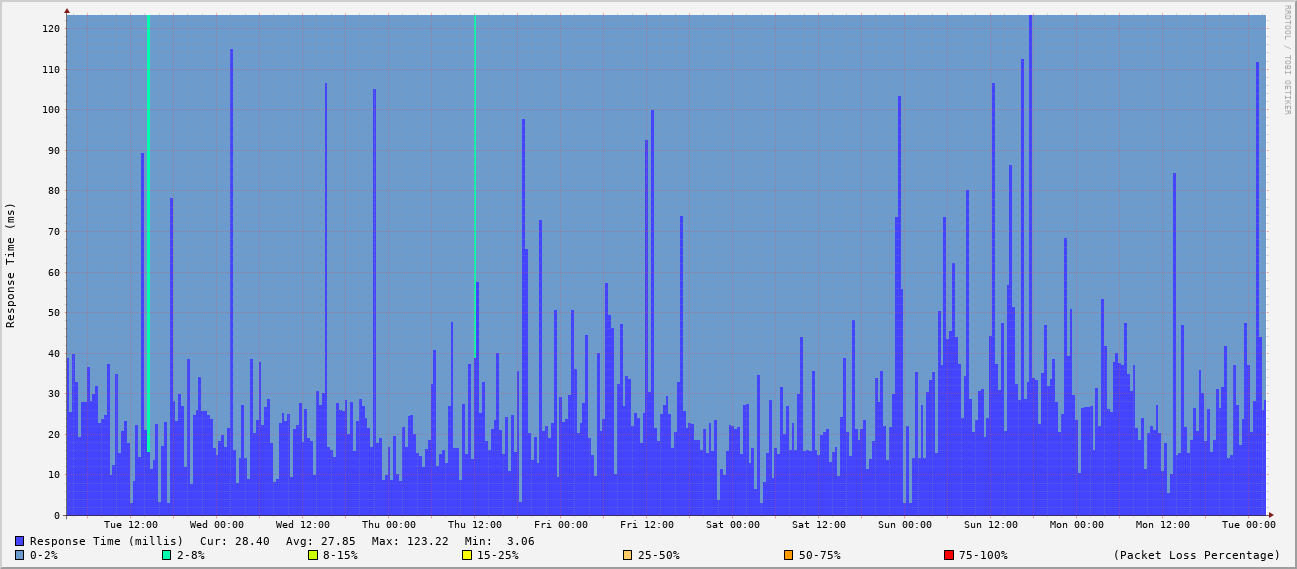 RRDTOOL / TOBI OETIKER
Response Time (ms)
120
110
100
90
80
70
60
50
40
30
20
10
0
Tue 12:00 Wed 00:00 Wed 12:00 Thu 00:00 Thu 12:00 Fri 00:00 Fri 12:00 Sat 00:00 Sat 12:00 Sun 00:00 Sun 12:00 Mon 00:00 Mon 12:00 Tue 00:00
Response Time (millis) Cur: 28.40 Avg: 27.85 Max: 123.22 Min: 3.06
0-2% 2-8% 8-15% 15-25% 25-50% 50-75% 75-100% (Packet Loss Percentage)